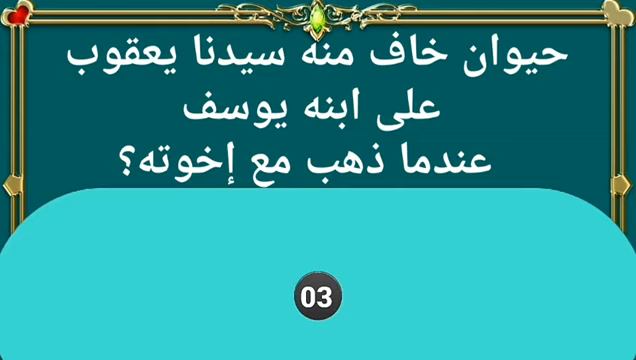 حيوان خاف منه سيدنا يعقوب
على ابنه يوسف
عندما ذهب مع إخوته؟
03